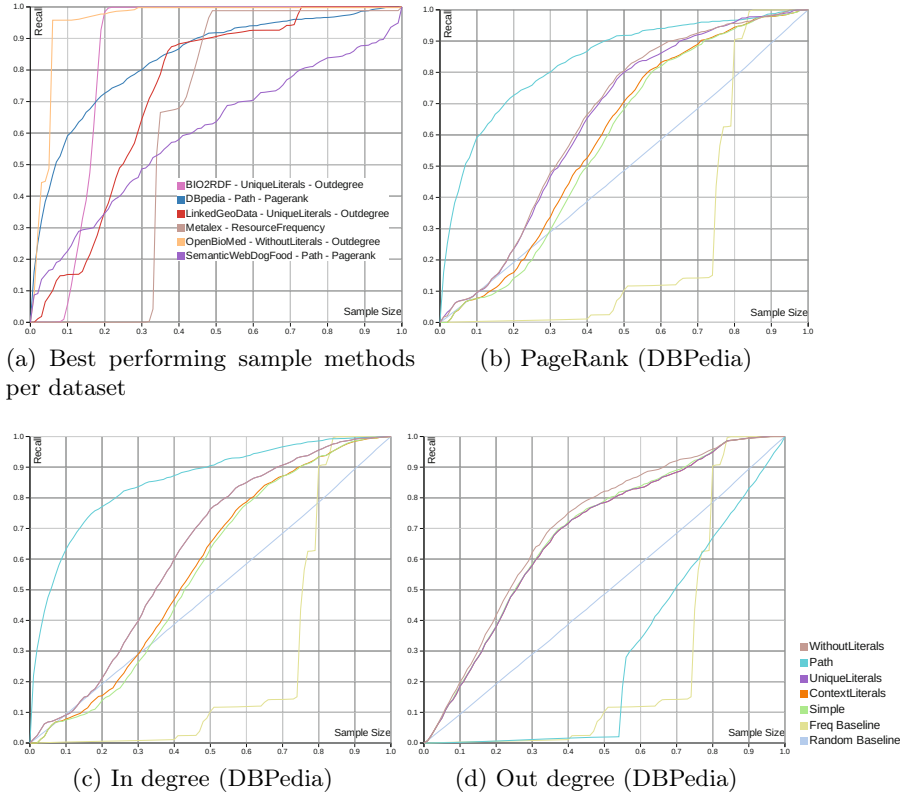 Recall
1.0
0.9
0.8
0.7
0.6
0.5
0.4
0.3
0.2
0.1
0.0
BIO2RDF - UniqueLiterals - Outdegree
DBpedia - Path - Pagerank
LinkedGeoData - UniqueLiterals - Outdegree
Metalex - ResourceFrequency
OpenBioMed - WithoutLiterals - Outdegree
SemanticWebDogFood - Path - Pagerank
Sample Size
0.0 0.1 0.2 0.3 0.4 0.5 0.6 0.7 0.8 0.9 1.0
(a) Best performing sample methods
per dataset
Recall
1.0
0.9
0.8
0.7
0.6
0.5
0.4
0.3
0.2
0.1
0.0
Sample Size
0.0 0.1 0.2 0.3 0.4 0.5 0.6 0.7 0.8 0.9 1.0
(b) PageRank (DBPedia)
Recall
1.0
0.9
0.8
0.7
0.6
0.5
0.4
0.3
0.2
0.1
0.0
Sample Size
0.0 0.1 0.2 0.3 0.4 0.5 0.6 0.7 0.8 0.9 1.0
(c) In degree (DBPedia)
Recall
1.0
0.9
0.8
0.7
0.6
0.5
0.4
0.3
0.2
0.1
0.0
Sample Size
0.0 0.1 0.2 0.3 0.4 0.5 0.6 0.7 0.8 0.9 1.0
(d) Out degree (DBPedia)
WithoutLiterals
Path
UniqueLiterals
ContextLiterals
Simple
Freq Baseline
Random Baseline